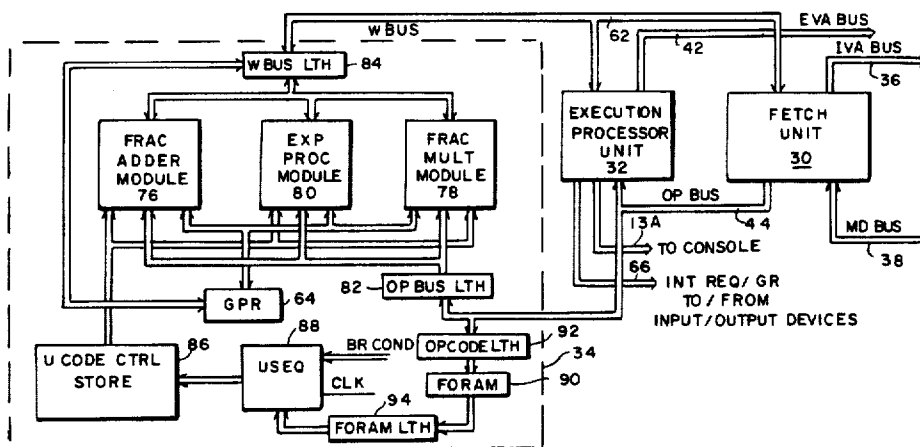 W BUS
62
42
EVA BUS
IVA BUS
36
W BUS LTH
84
FRAC
ADDER
MODULE
76
EXP
PROC
MODULE
80
FRAC
MULT
MODULE
78
EXECUTION
PROCESSOR
UNIT
32
FETCH
UNIT
30
OP BUS
44
MD BUS
38
13A
TO CONSOLE
66
INT REQ/GR
TO/FROM
INPUT/OUTPUT DEVICES
82
OP BUS LTH
GPR
64
88
86
U CODE CTRL
STORE
USEQ
BR COND
CLK
OPCODE LTH
92
34
FORAM
90
94
FORAM LTH